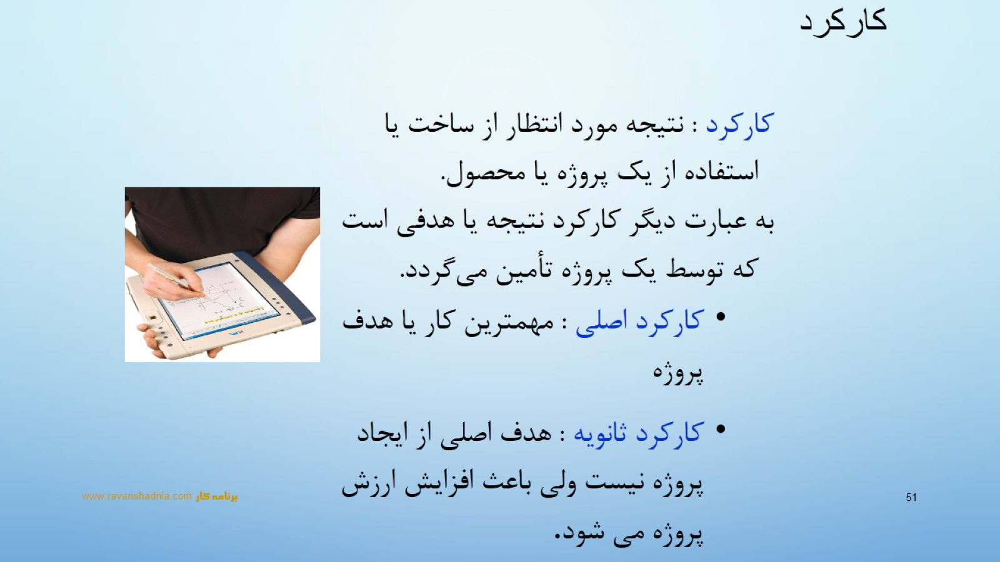 کارکرد
کارکرد : نتیجه مورد انتظار از ساخت یا
استفاده از یک پروژه یا محصول.
به عبارت دیگر کارکرد نتیجه یا هدفی است
که توسط یک پروژه تأمین می‌گردد.
• کارکرد اصلی : مهمترین کار یا هدف
پروژه
• کارکرد ثانویه : هدف اصلی از ایجاد
پروژه نیست ولی باعث افزایش ارزش
پروژه می شود.
برنامه کار www.ravanshadnia.com
51